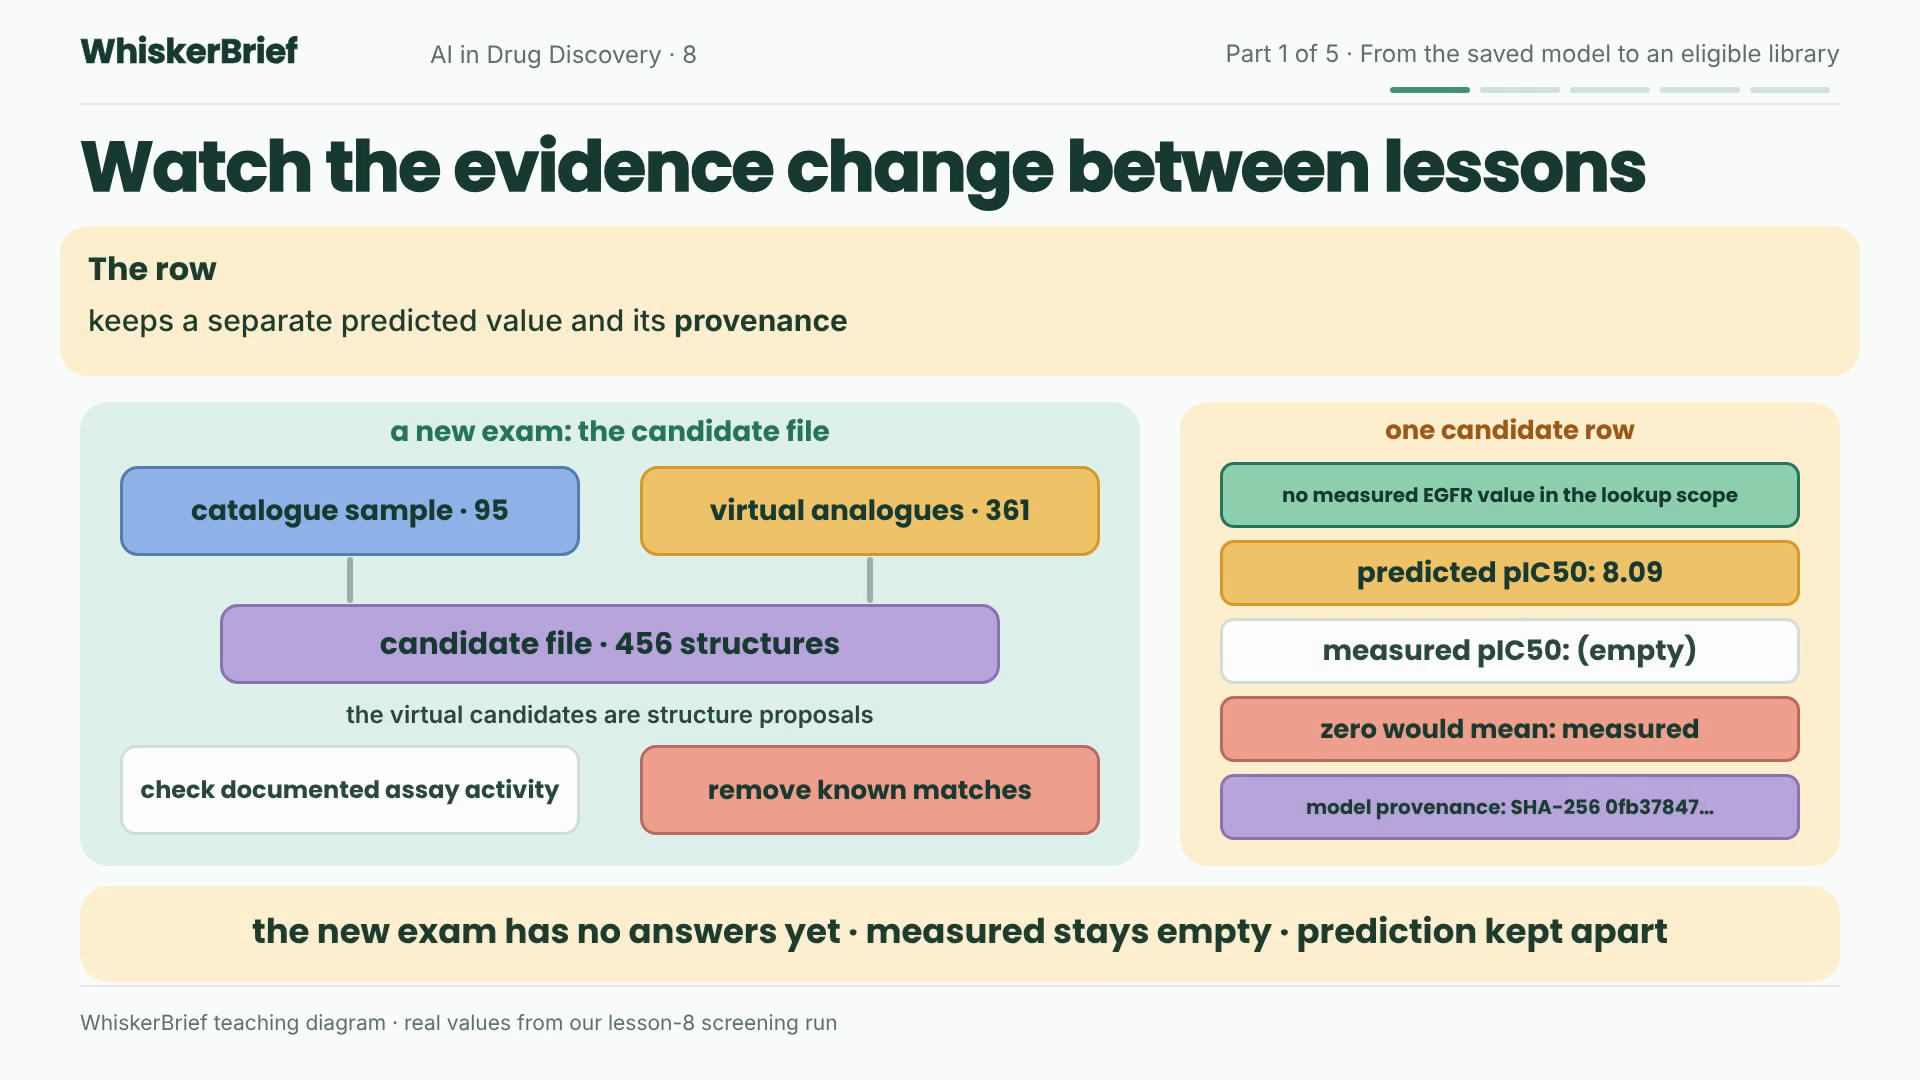 WhiskerBrief
AI in Drug Discovery · 8
Part 1 of 5 · From the saved model to an eligible library
Watch the evidence change between lessons
The row
keeps a separate predicted value and its provenance
a new exam: the candidate file
catalogue sample · 95
virtual analogues · 361
candidate file · 456 structures
the virtual candidates are structure proposals
check documented assay activity
remove known matches
one candidate row
no measured EGFR value in the lookup scope
predicted pIC50: 8.09
measured pIC50: (empty)
zero would mean: measured
model provenance: SHA-256 0fb37847…
the new exam has no answers yet · measured stays empty · prediction kept apart
WhiskerBrief teaching diagram · real values from our lesson-8 screening run